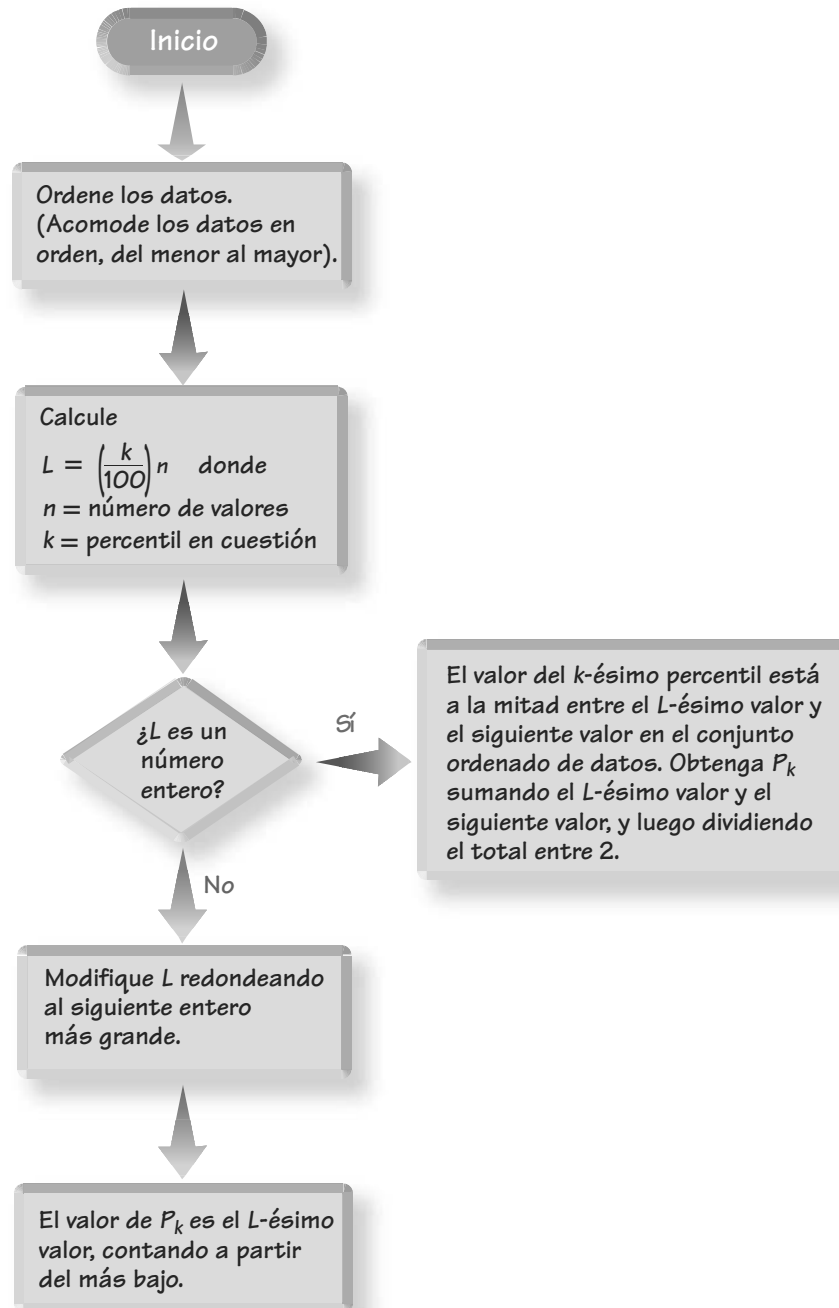 Inicio
Ordene los datos.
(Acomode los datos en
orden, del menor al mayor).
Calcule
L = (k/100) n donde
n = número de valores
k = percentil en cuestión
¿L es un
número
entero?
Sí
El valor del k-ésimo percentil está
a la mitad entre el L-ésimo valor y
el siguiente valor en el conjunto
ordenado de datos. Obtenga Pk
sumando el L-ésimo valor y el
siguiente valor, y luego dividiendo
el total entre 2.
No
Modifique L redondeando
al siguiente entero
más grande.
El valor de Pk es el L-ésimo
valor, contando a partir
del más bajo.